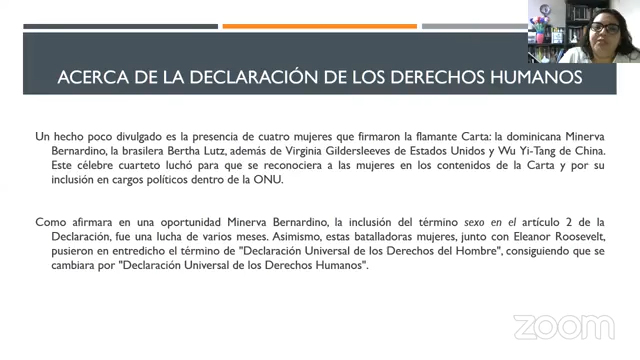 ACERCA DE LA DECLARACIÓN DE LOS DERECHOS HUMANOS
Un hecho poco divulgado es la presencia de cuatro mujeres que firmaron la flamante Carta: la dominicana Minerva
Bernardino, la brasilera Bertha Lutz, además de Virginia Gildersleeves de Estados Unidos y Wu Yi-Tang de China.
Este célebre cuarteto luchó para que se reconociera a las mujeres en los contenidos de la Carta y por su
inclusión en cargos políticos dentro de la ONU.
Como afirmara en una oportunidad Minerva Bernardino, la inclusión del término sexo en el artículo 2 de la
Declaración, fue una lucha de varios meses. Asimismo, estas batalladoras mujeres, junto con Eleanor Roosevelt,
pusieron en entredicho el término de "Declaración Universal de los Derechos del Hombre", consiguiendo que se
cambiara por "Declaración Universal de los Derechos Humanos".
zoom